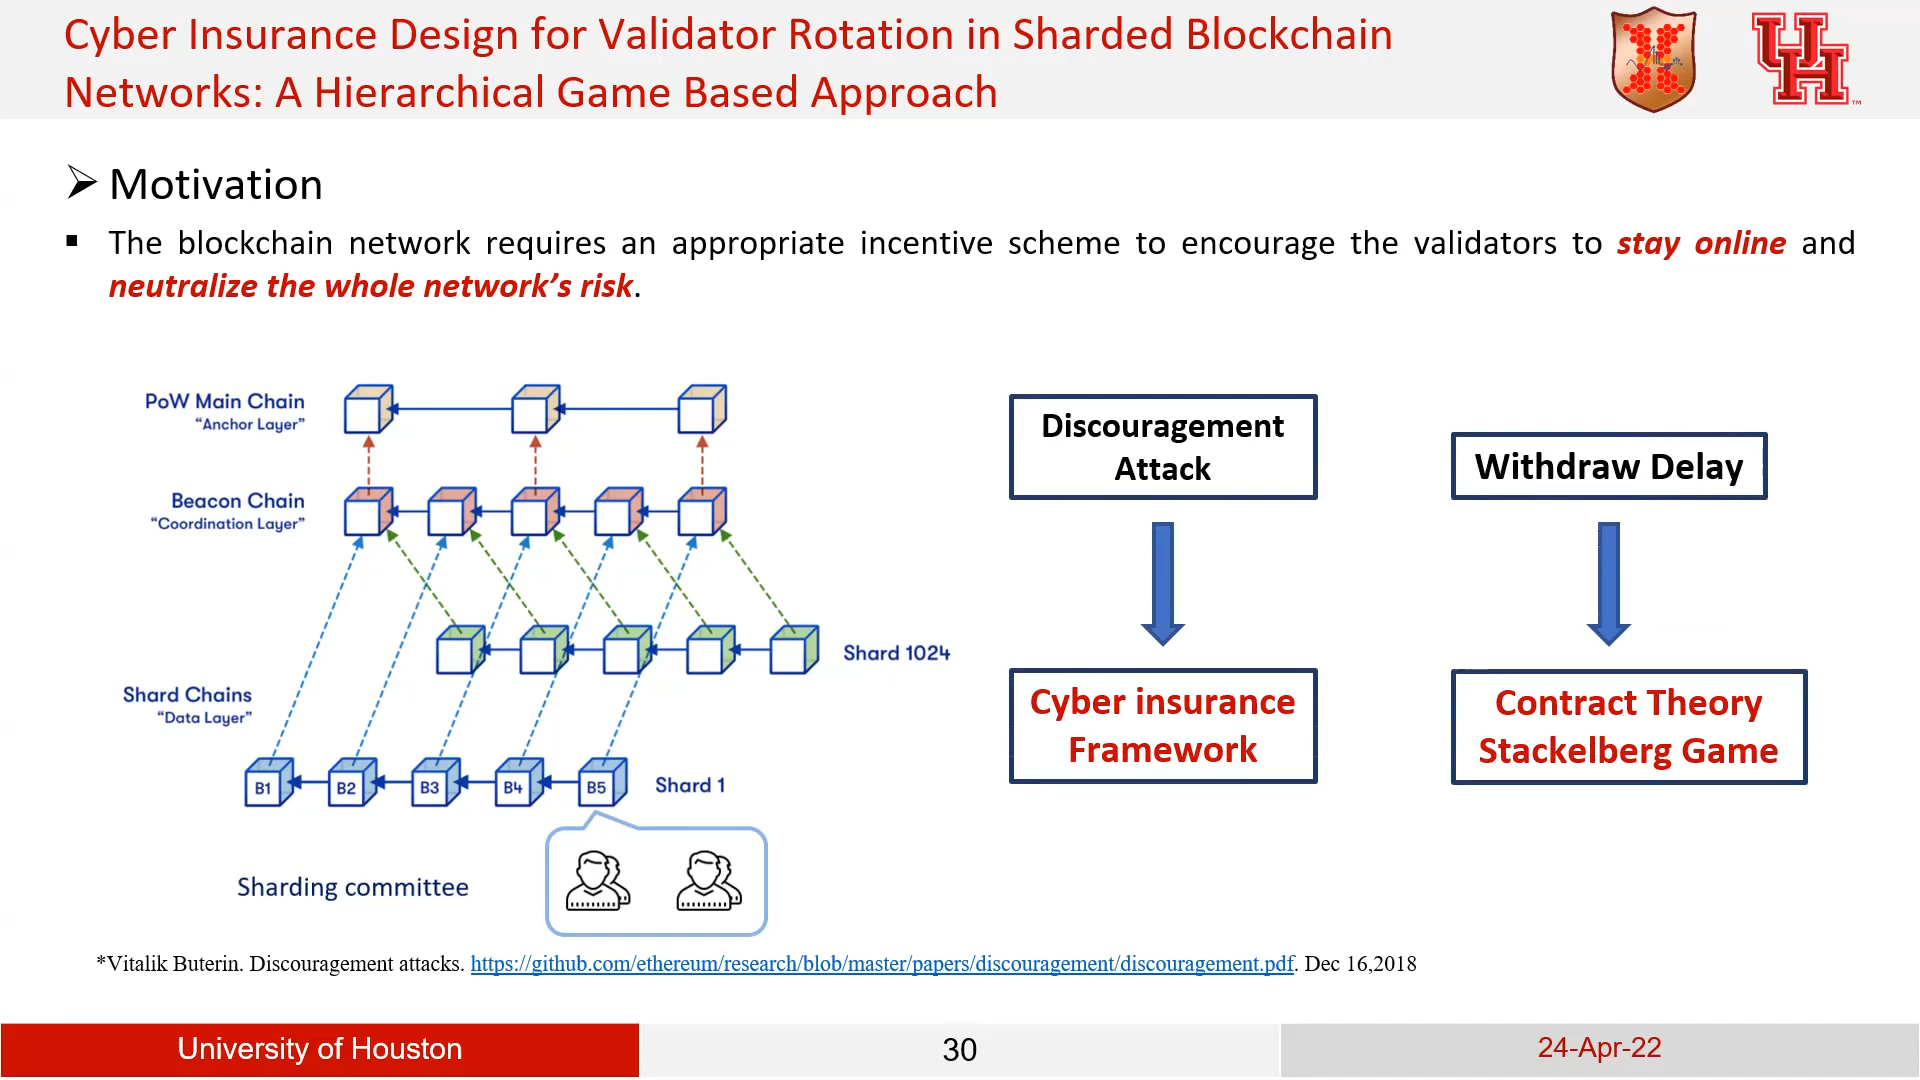 Cyber Insurance Design for Validator Rotation in Sharded Blockchain
Networks: A Hierarchical Game Based Approach
UH
TM
➢ Motivation
▪ The blockchain network requires an appropriate incentive scheme to encourage the validators to stay online and
neutralize the whole network’s risk.
PoW Main Chain
“Anchor Layer”
Beacon Chain
“Coordination Layer”
Shard 1024
Shard Chains
“Data Layer”
B1 B2 B3 B4 B5 Shard 1
Sharding committee
Discouragement
Attack
Withdraw Delay
Cyber insurance
Framework
Contract Theory
Stackelberg Game
*Vitalik Buterin. Discouragement attacks. https://github.com/ethereum/research/blob/master/papers/discouragement/discouragement.pdf. Dec 16,2018
University of Houston
30
24-Apr-22